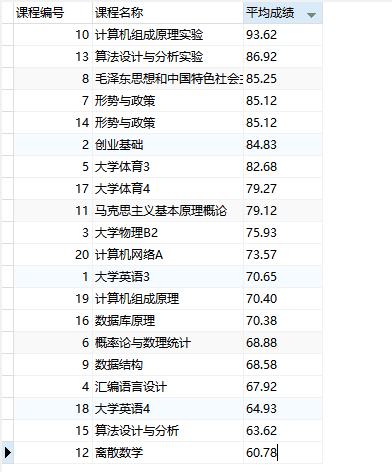 课程编号 课程名称 平均成绩
10 计算机组成原理实验 93.62
13 算法设计与分析实验 86.92
8 毛泽东思想和中国特色社会主 85.25
7 形势与政策 85.12
14 形势与政策 85.12
2 创业基础 84.83
5 大学体育3 82.68
17 大学体育4 79.27
11 马克思主义基本原理概论 79.12
3 大学物理B2 75.93
20 计算机网络A 73.57
1 大学英语3 70.65
19 计算机组成原理 70.40
16 数据库原理 70.38
6 概率论与数理统计 68.88
9 数据结构 68.58
4 汇编语言设计 67.92
18 大学英语4 64.93
15 算法设计与分析 63.62
12 离散数学 60.78